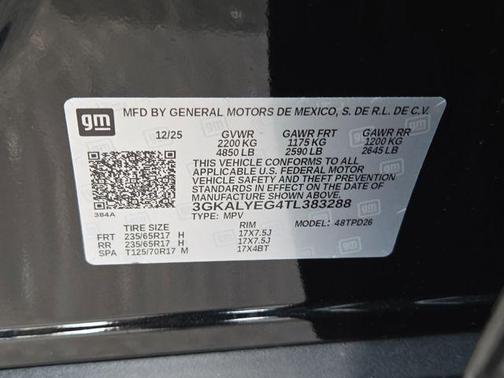 gm
MFD BY GENERAL MOTORS DE MEXICO, S. DE R.L. DE C.V.
12/25 GVWR GAWR FRT GAWR RR
2200 KG 1175 KG 1200 KG
4850 LB 2590 LB 2645 LB
THIS VEHICLE CONFORMS TO ALL
APPLICABLE U.S. FEDERAL MOTOR
VEHICLE SAFETY AND THEFT PREVENTION
STANDARDS IN EFFECT ON THE DATE OF
MANUFACTURE SHOWN ABOVE.
3GKALYEG4TL383288
384A
TYPE: MPV MODEL: 48TPD26
TIRE SIZE RIM
FRT 235/65R17 H 17X7.5J
RR 235/65R17 H 17X7.5J
SPA T125/70R17 M 17X4BT